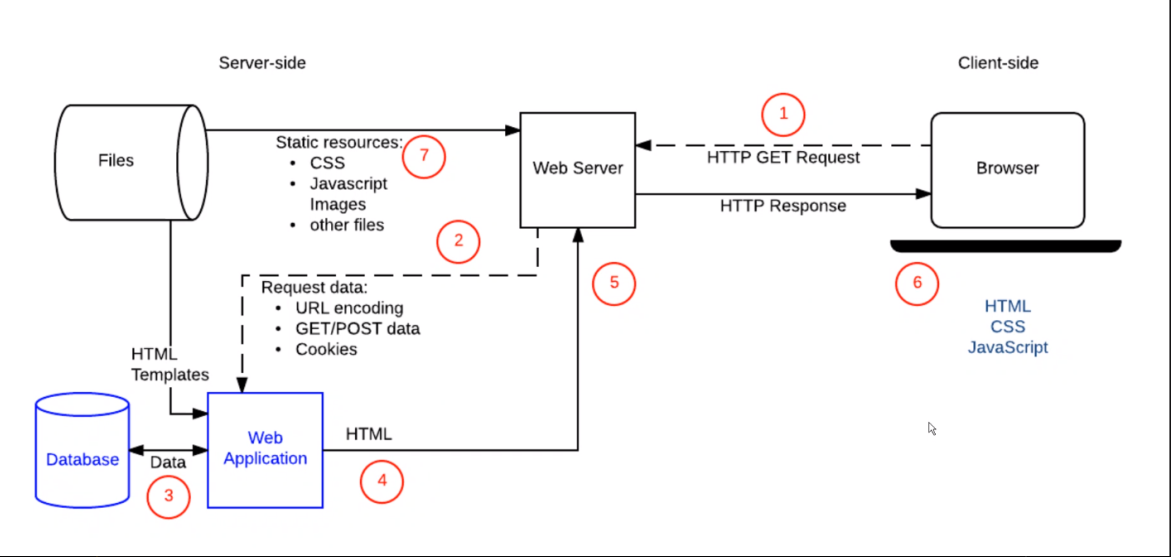 Server-side
Client-side
1
Files
Static resources:
• CSS
• Javascript
Images
• other files
7
Web Server
HTTP GET Request
HTTP Response
Browser
2
Request data:
• URL encoding
• GET/POST data
• Cookies
5
6
HTML
CSS
JavaScript
HTML
Templates
Database
Data
3
Web
Application
HTML
4